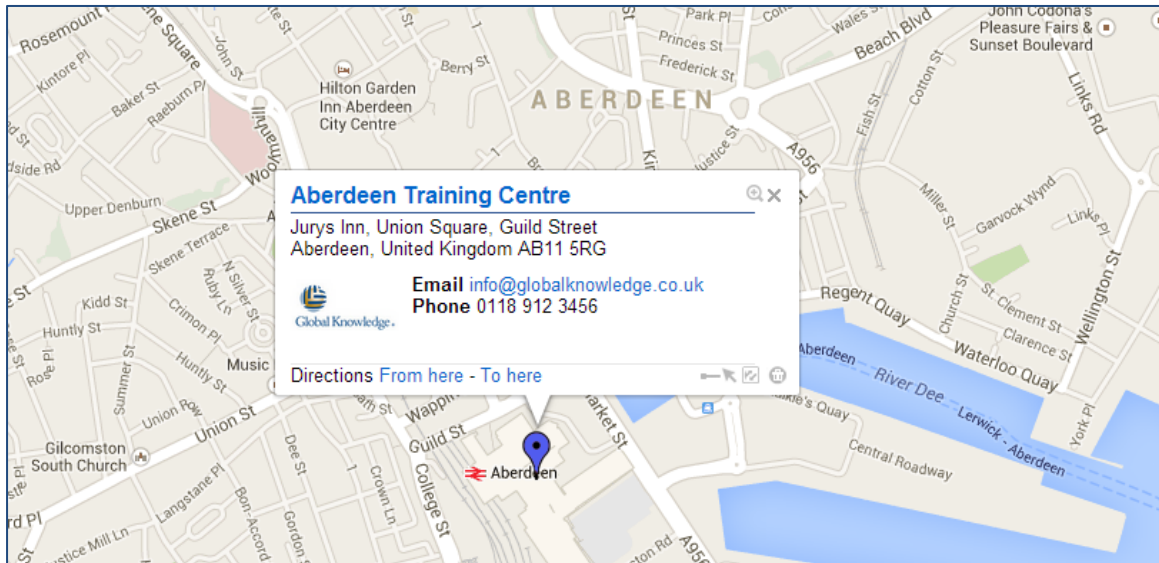 Rosemount
Square
Kintore Pl
John St
Baker St
Raeburn Pl
Woolmanhill
Hilton Garden
Inn Aberdeen
City Centre
Berry St
Park Pl
Princes St
Frederick St
Wales St
Beach Blvd
Cotton St
John Codona's
Pleasure Fairs &
Sunset Boulevard
Links Rd
ABERDEEN
Justice St
A956
Fish St
Upper Denburn
Skene St
Skene Terrace
N Silver St
Ruby Ln
Kidd St
Huntly St
Crimon Pl
Huntly St
Summer St
Rose Pl
Music
Union Row
Union St
Gilcomston
South Church
Langstane Pl
Bon-Accord
Gordon St
Dee St
Crown Ln
College St
Guild St
Wapping
Market St
Aberdeen
Aberdeen Training Centre
Jurys Inn, Union Square, Guild Street
Aberdeen, United Kingdom AB11 5RG
Email info@globalknowledge.co.uk
Phone 0118 912 3456
Global Knowledge.
Directions From here - To here
Miller St
Garvock Wynd
Links Pl
Church St
St. Clement St
Clarence St
Wellington St
Regent Quay
Waterloo Quay
York Pl
Aberdeen
River Dee
Lerwick - Aberdeen
Central Roadway
A956